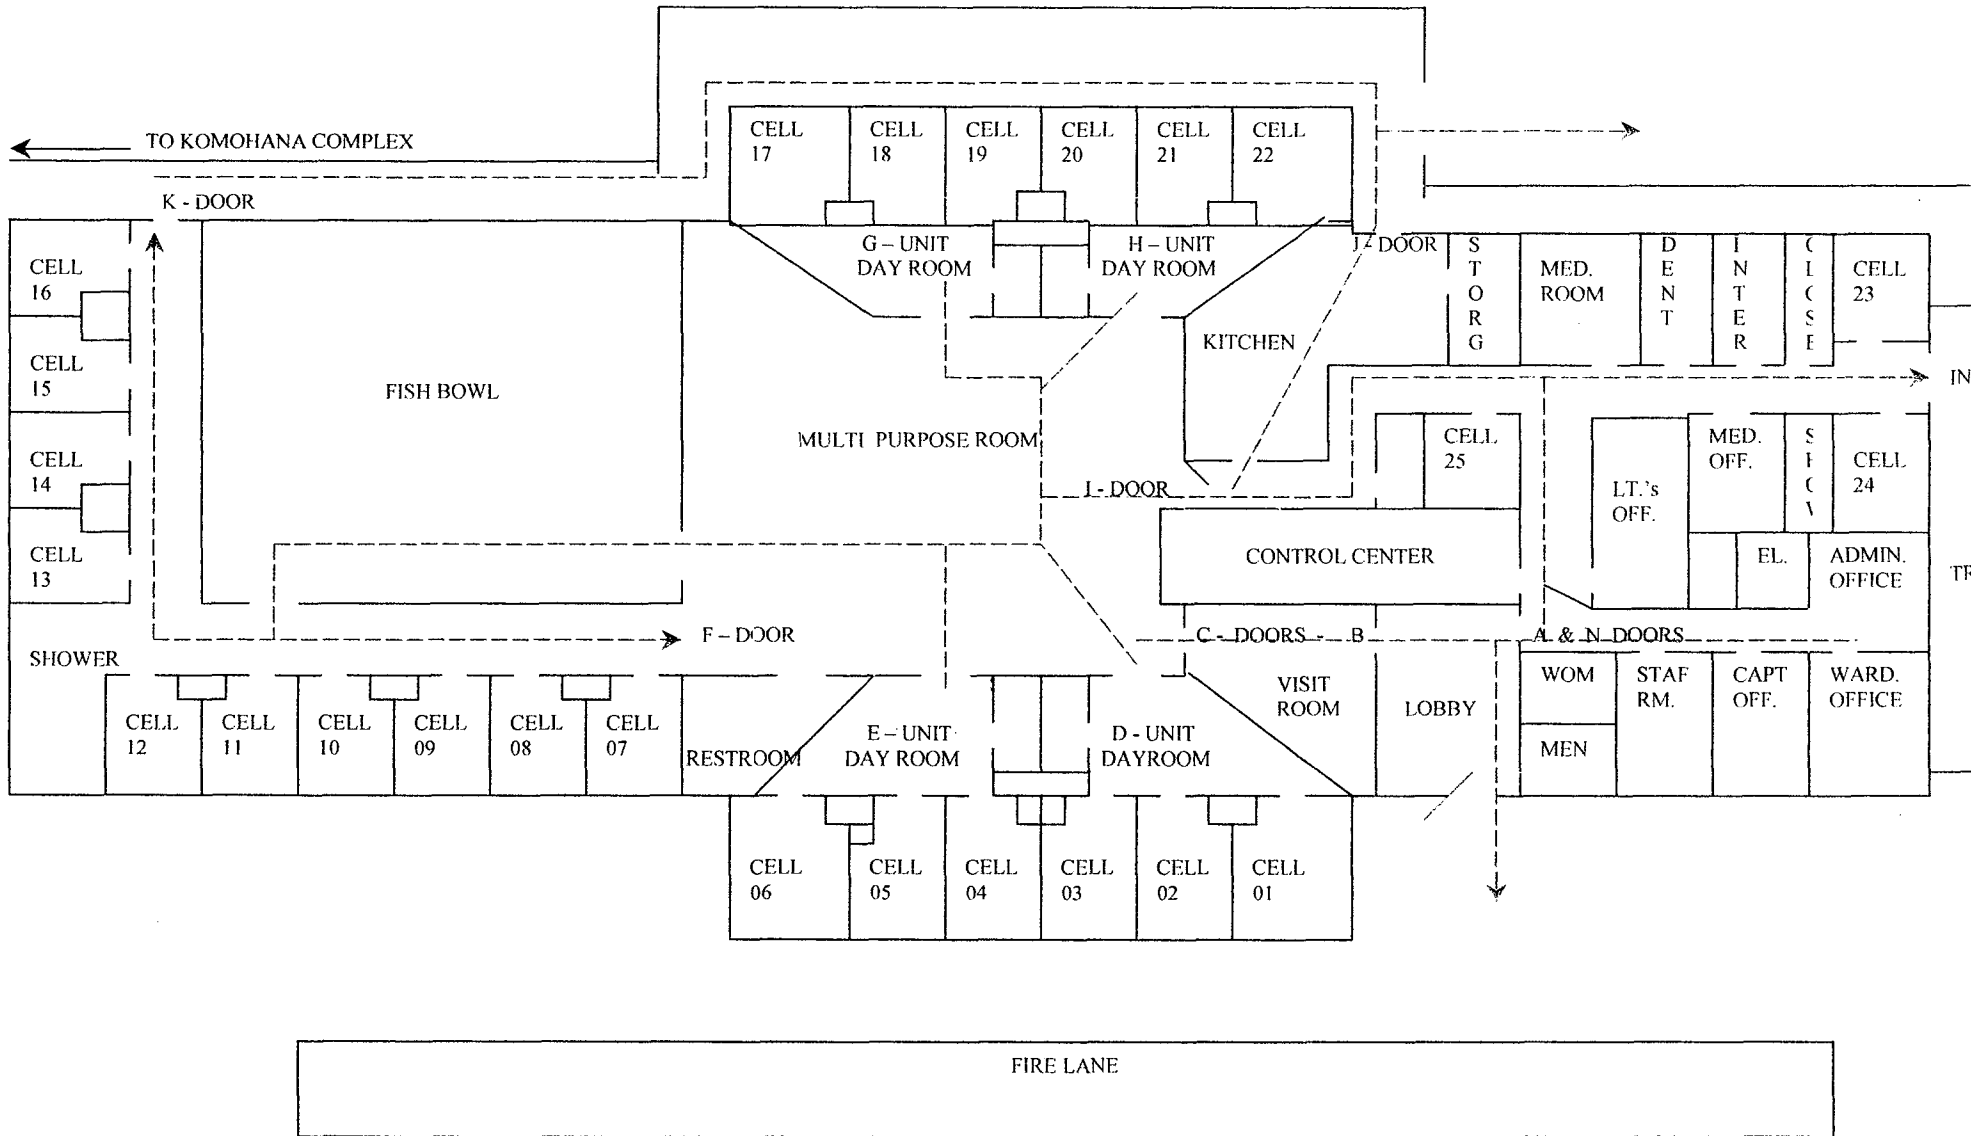 TO KOMOHANA COMPLEX
K - DOOR
CELL
17
CELL
18
CELL
19
CELL
20
CELL
21
CELL
22
G – UNIT
DAY ROOM
H – UNIT
DAY ROOM
J - DOOR
S
T
O
R
G
MED.
ROOM
D
E
N
T
I
N
T
E
R
C
L
O
S
E
CELL
23
CELL
16
CELL
15
CELL
14
CELL
13
FISH BOWL
MULTI PURPOSE ROOM
KITCHEN
I - DOOR
CELL
25
LT.'s
OFF.
MED.
OFF.
S
H
O
CELL
24
IN
CONTROL CENTER
EL.
ADMIN.
OFFICE
TR
F – DOOR
C - DOORS - B
A & N DOORS
SHOWER
CELL
12
CELL
11
CELL
10
CELL
09
CELL
08
CELL
07
RESTROOM
E – UNIT
DAY ROOM
D - UNIT
DAYROOM
VISIT
ROOM
LOBBY
WOM
MEN
STAF
RM.
CAPT
OFF.
WARD.
OFFICE
CELL
06
CELL
05
CELL
04
CELL
03
CELL
02
CELL
01
FIRE LANE